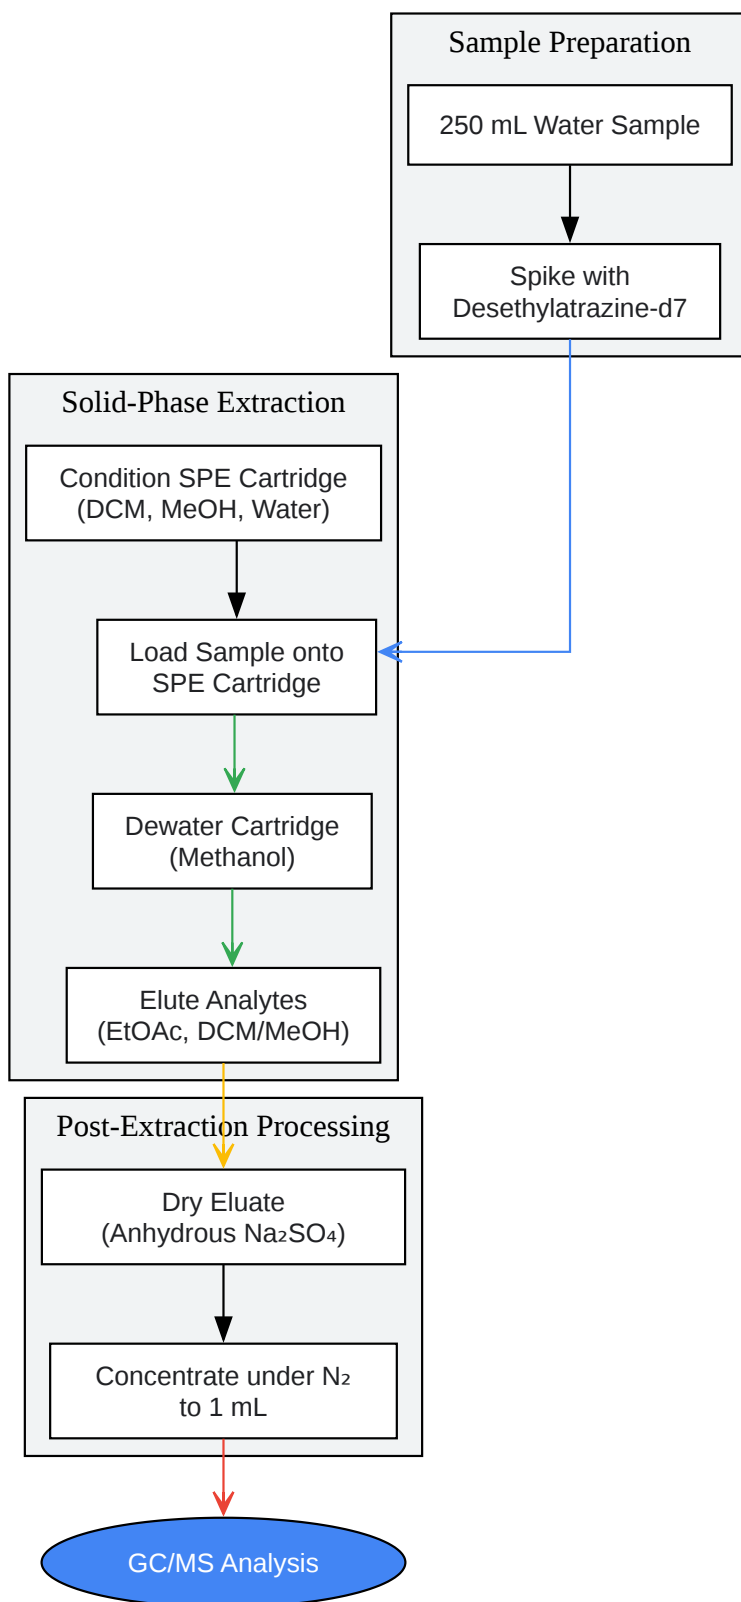 Sample Preparation
250 mL Water Sample
Spike with
Desethylatrazine-d7
Solid-Phase Extraction
Condition SPE Cartridge
(DCM, MeOH, Water)
Load Sample onto
SPE Cartridge
Dewater Cartridge
(Methanol)
Elute Analytes
(EtOAc, DCM/MeOH)
Post-Extraction Processing
Dry Eluate
(Anhydrous Na₂SO₄)
Concentrate under N₂
to 1 mL
GC/MS Analysis